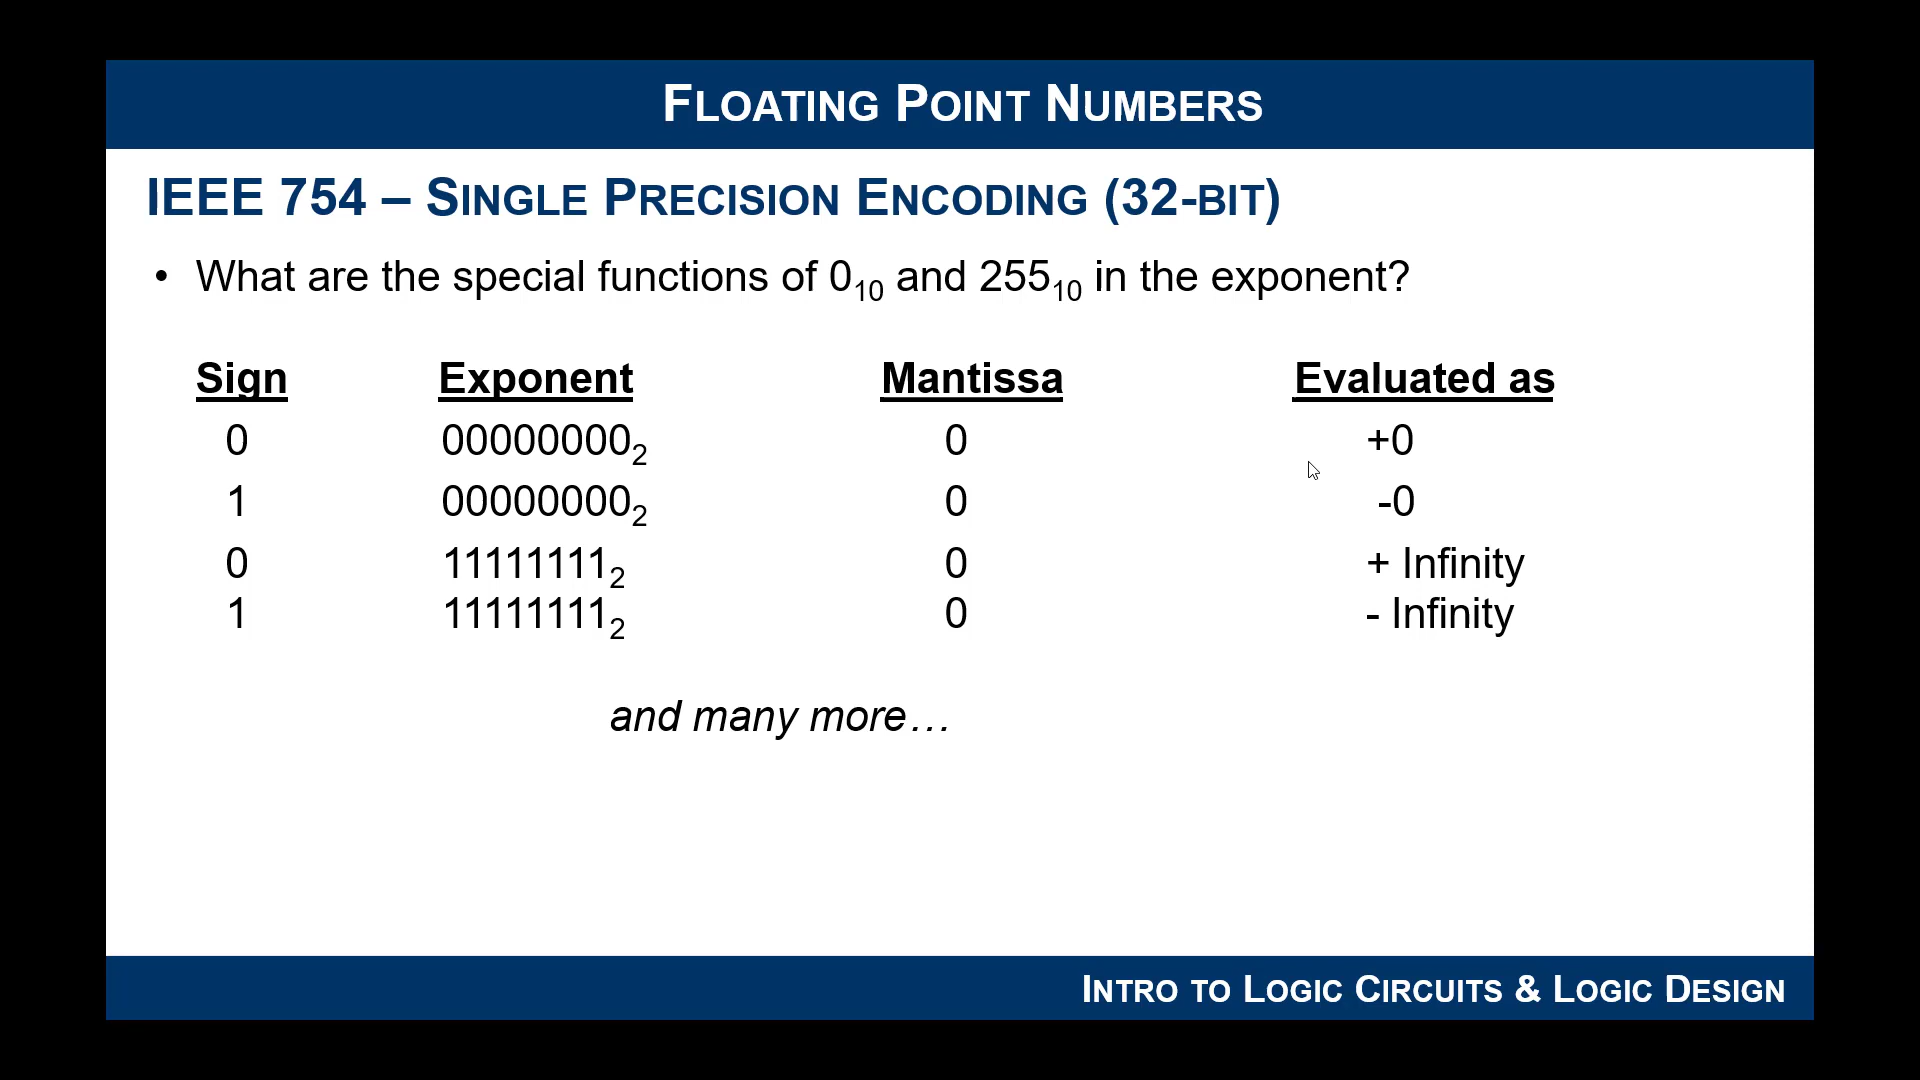 FLOATING POINT NUMBERS
IEEE 754 – SINGLE PRECISION ENCODING (32-BIT)
• What are the special functions of 0₁₀ and 255₁₀ in the exponent?
Sign Exponent Mantissa Evaluated as
0 00000000₂ 0 +0
1 00000000₂ 0 -0
0 11111111₂ 0 + Infinity
1 11111111₂ 0 - Infinity
and many more…
INTRO TO LOGIC CIRCUITS & LOGIC DESIGN